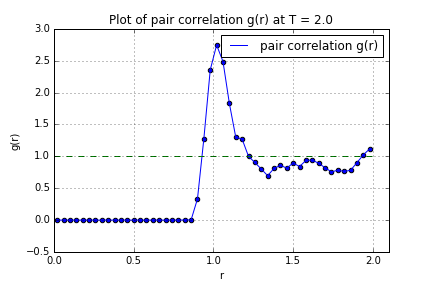 Plot of pair correlation g(r) at T = 2.0
pair correlation g(r)
3.0
2.5
2.0
1.5
1.0
0.5
0.0
−0.5
g(r)
0.0 0.5 1.0 1.5 2.0
r